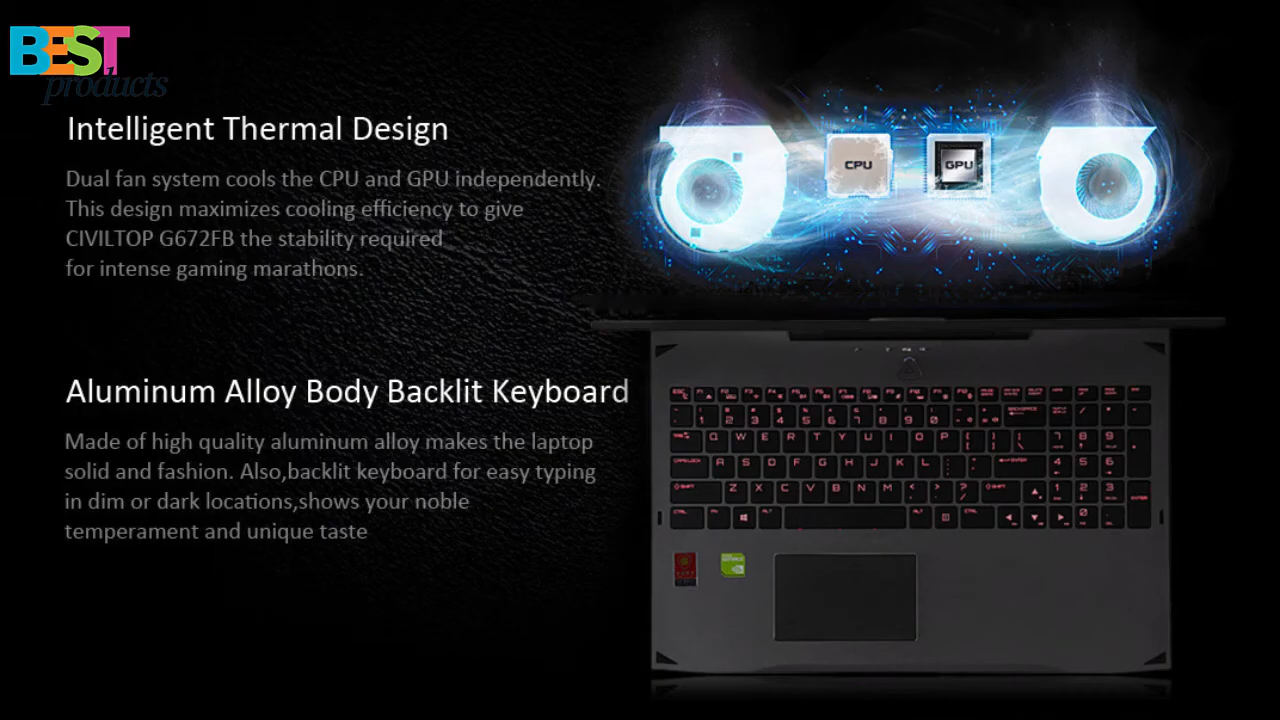 BEST
products
Intelligent Thermal Design
Dual fan system cools the CPU and GPU independently.
This design maximizes cooling efficiency to give
CIVILTOP G672FB the stability required
for intense gaming marathons.
CPU
GPU
Aluminum Alloy Body Backlit Keyboard
Made of high quality aluminum alloy makes the laptop
solid and fashion. Also,backlit keyboard for easy typing
in dim or dark locations,shows your noble
temperament and unique taste
Q W E R T Y U I O P
A S D F G H J K L
Z X C V B N M